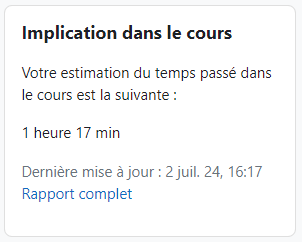 Implication dans le cours
Votre estimation du temps passé dans
le cours est la suivante :
1 heure 17 min
Dernière mise à jour : 2 juil. 24, 16:17
Rapport complet